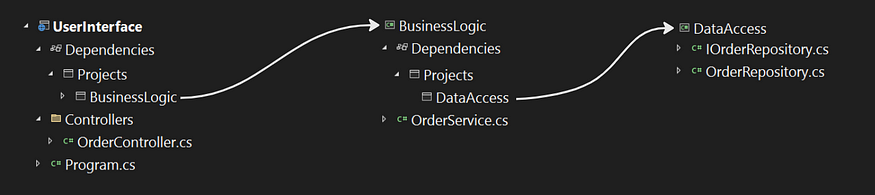 UserInterface
Dependencies
Projects
BusinessLogic
Controllers
C# OrderController.cs
C# Program.cs
C# BusinessLogic
Dependencies
Projects
DataAccess
C# OrderService.cs
C# DataAccess
C# IOrderRepository.cs
C# OrderRepository.cs